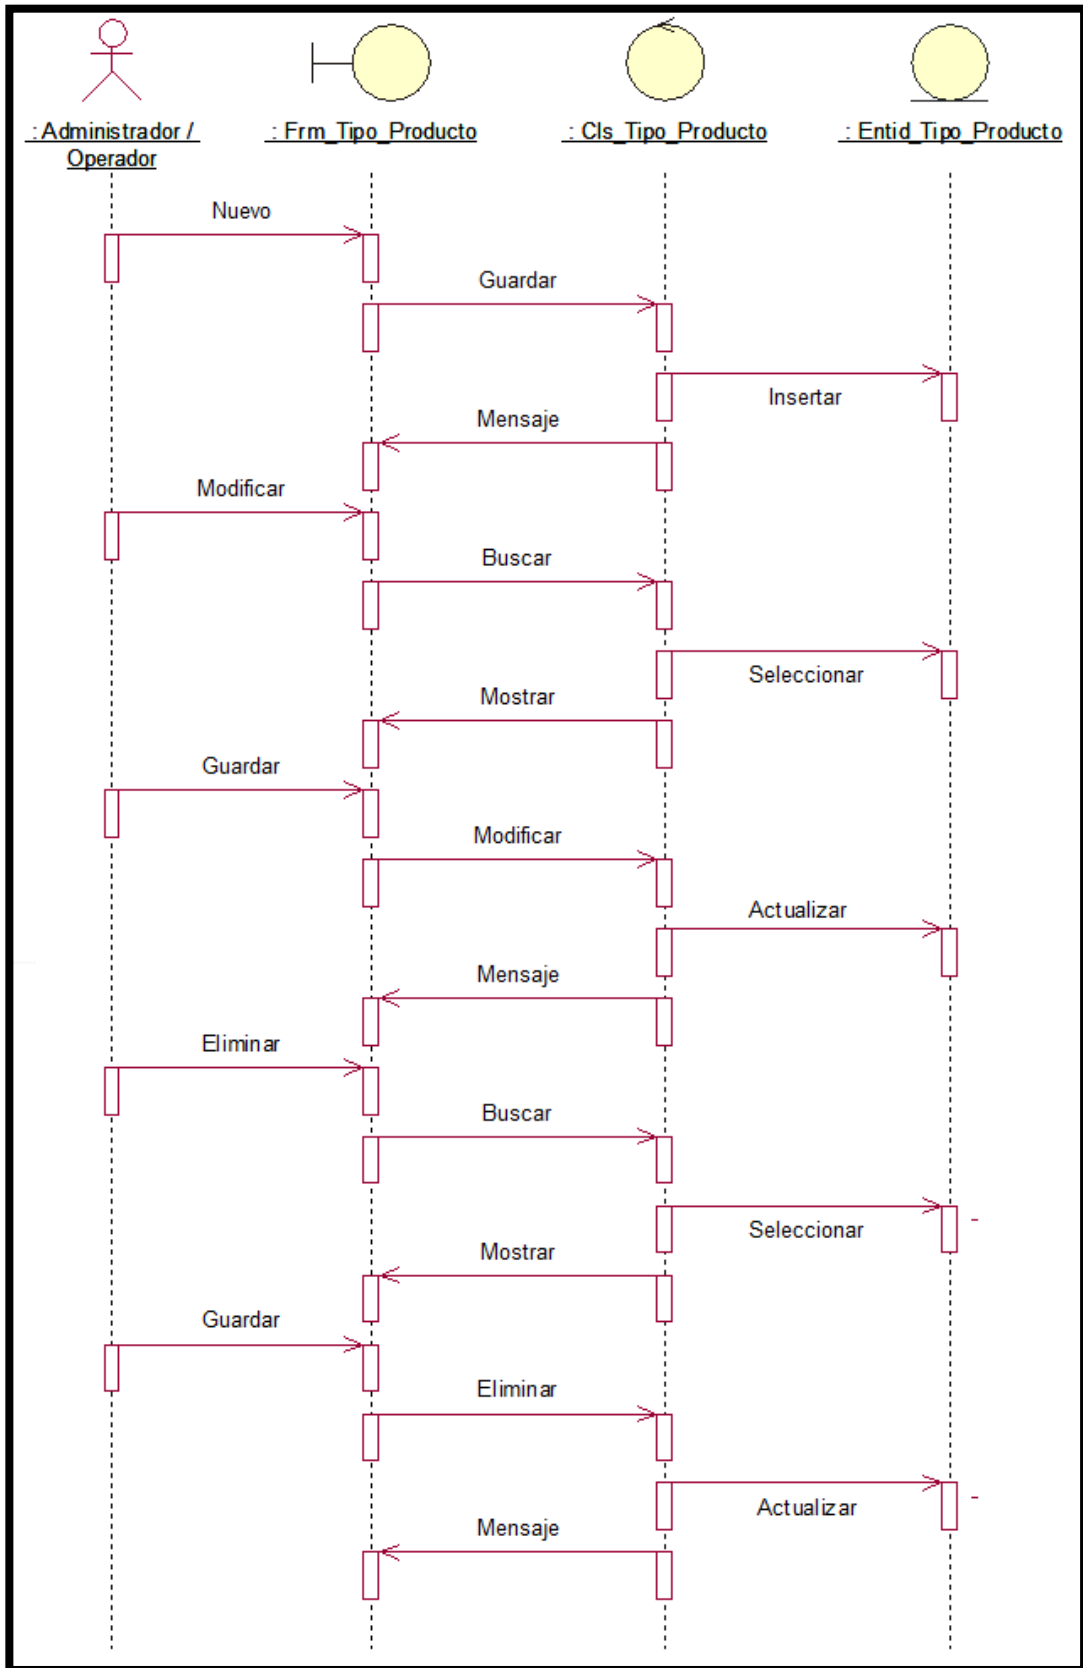 : Administrador /
Operador
: Frm_Tipo_Producto
: Cls_Tipo_Producto
: Entid_Tipo_Producto
Nuevo
Guardar
Insertar
Mensaje
Modificar
Buscar
Seleccionar
Mostrar
Guardar
Modificar
Actualizar
Mensaje
Eliminar
Buscar
Seleccionar
Mostrar
Guardar
Eliminar
Actualizar
Mensaje